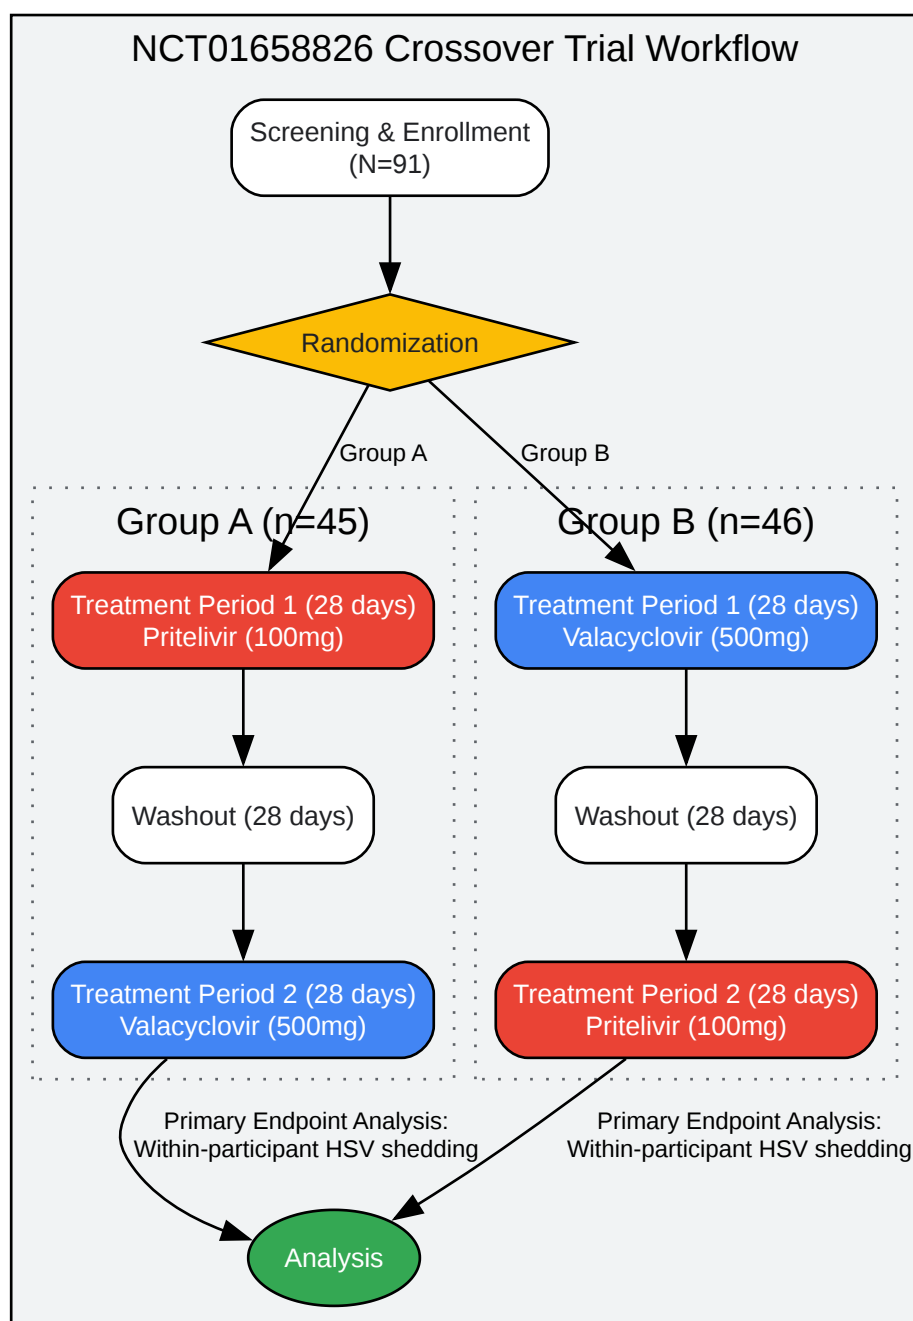 NCT01658826 Crossover Trial Workflow
Screening & Enrollment
(N=91)
Randomization
Group A
Group B
Group A (n=45)
Treatment Period 1 (28 days)
Pritelivir (100mg)
Washout (28 days)
Treatment Period 2 (28 days)
Valacyclovir (500mg)
Group B (n=46)
Treatment Period 1 (28 days)
Valacyclovir (500mg)
Washout (28 days)
Treatment Period 2 (28 days)
Pritelivir (100mg)
Primary Endpoint Analysis:
Within-participant HSV shedding
Primary Endpoint Analysis:
Within-participant HSV shedding
Analysis